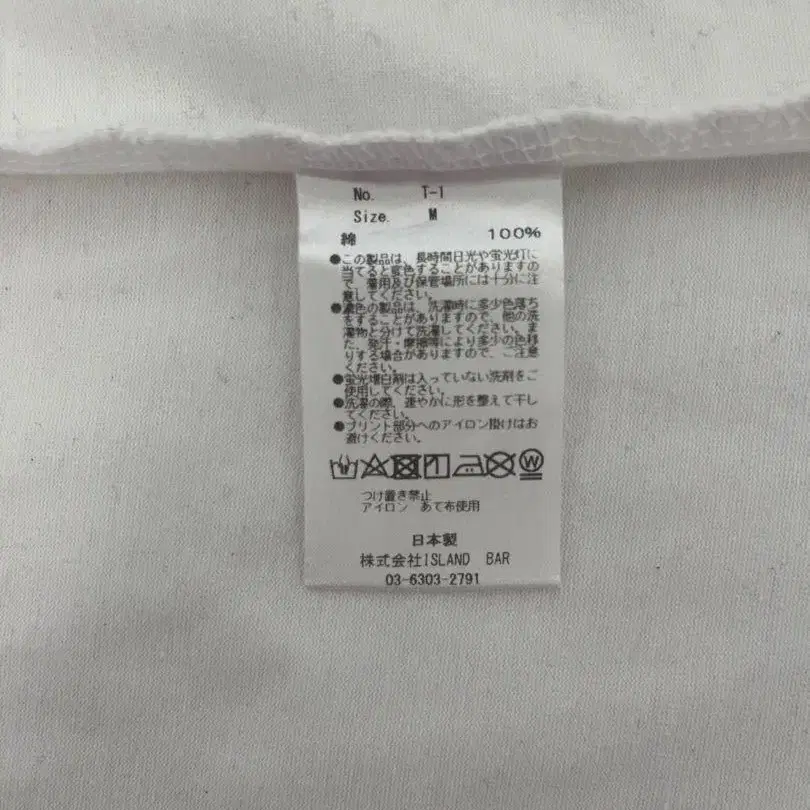 No. T-1
Size. M
綿 100%
●この製品は、長時間日光や蛍光灯に
当てると変色することがありますの
で、着用及び保管場所には十分に注
意してください。
●濃色の製品は、洗濯時に多少色落ち
をすることがありますので、他の洗
濯物と分けて洗濯してください。ま
た、発汗・摩擦等により多少の色移
りする場合がありますので、ご注意
ください。
●蛍光増白剤は入っていない洗剤をご
使用してください。
●洗濯の際、速やかに形を整えて干し
てください。
●プリント部分へのアイロン掛けはお
避けください。
W
つけ置き禁止
アイロン あて布使用
日本製
株式会社ISLAND BAR
03-6303-2791